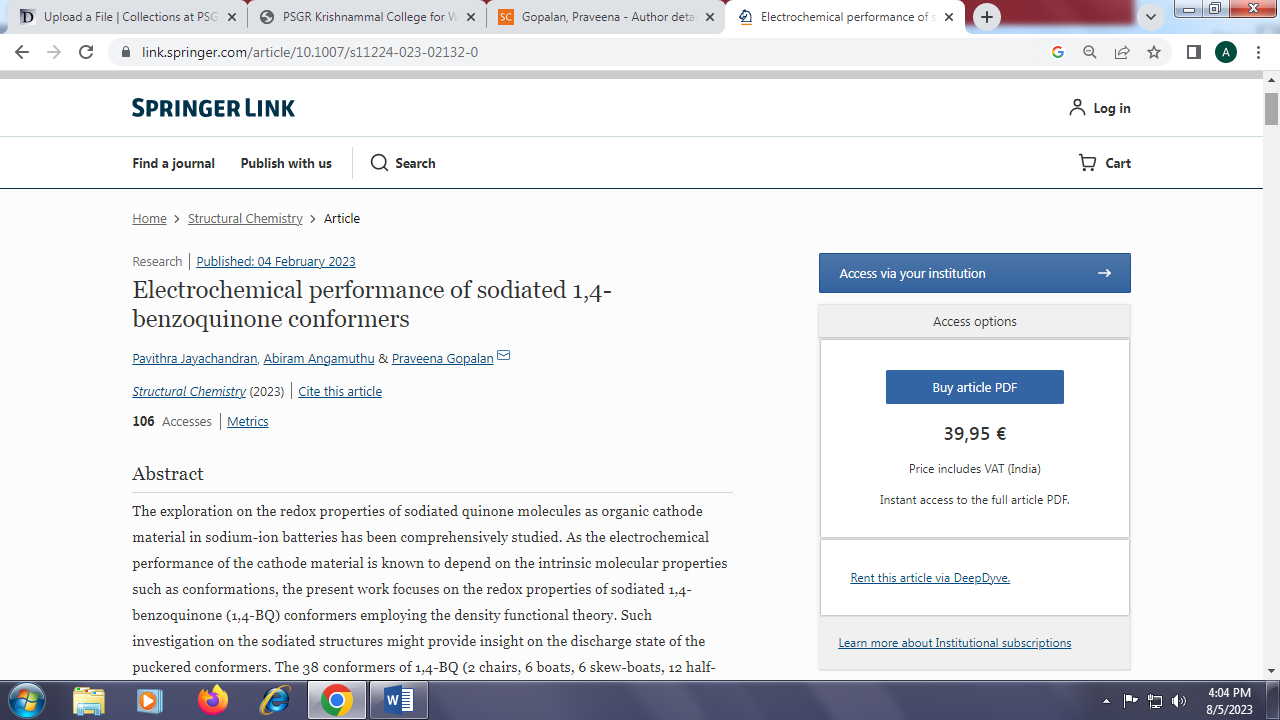 Upload a File | Collections at PSG
PSGR Krishnammal College for W
SC Gopalan, Praveena - Author deta
Electrochemical performance of s
link.springer.com/article/10.1007/s11224-023-02132-0
A
SPRINGER LINK
Log in
Find a journal Publish with us Search
Cart
Home > Structural Chemistry > Article
Research | Published: 04 February 2023
Electrochemical performance of sodiated 1,4-
benzoquinone conformers
Pavithra Jayachandran, Abiram Angamuthu & Praveena Gopalan
Structural Chemistry (2023) | Cite this article
106 Accesses | Metrics
Abstract
The exploration on the redox properties of sodiated quinone molecules as organic cathode
material in sodium-ion batteries has been comprehensively studied. As the electrochemical
performance of the cathode material is known to depend on the intrinsic molecular properties
such as conformations, the present work focuses on the redox properties of sodiated 1,4-
benzoquinone (1,4-BQ) conformers employing the density functional theory. Such
investigation on the sodiated structures might provide insight on the discharge state of the
puckered conformers. The 38 conformers of 1,4-BQ (2 chairs, 6 boats, 6 skew-boats, 12 half-
Access via your institution
Access options
Buy article PDF
39,95 €
Price includes VAT (India)
Instant access to the full article PDF.
Rent this article via DeepDyve.
Learn more about Institutional subscriptions
4:04 PM
8/5/2023